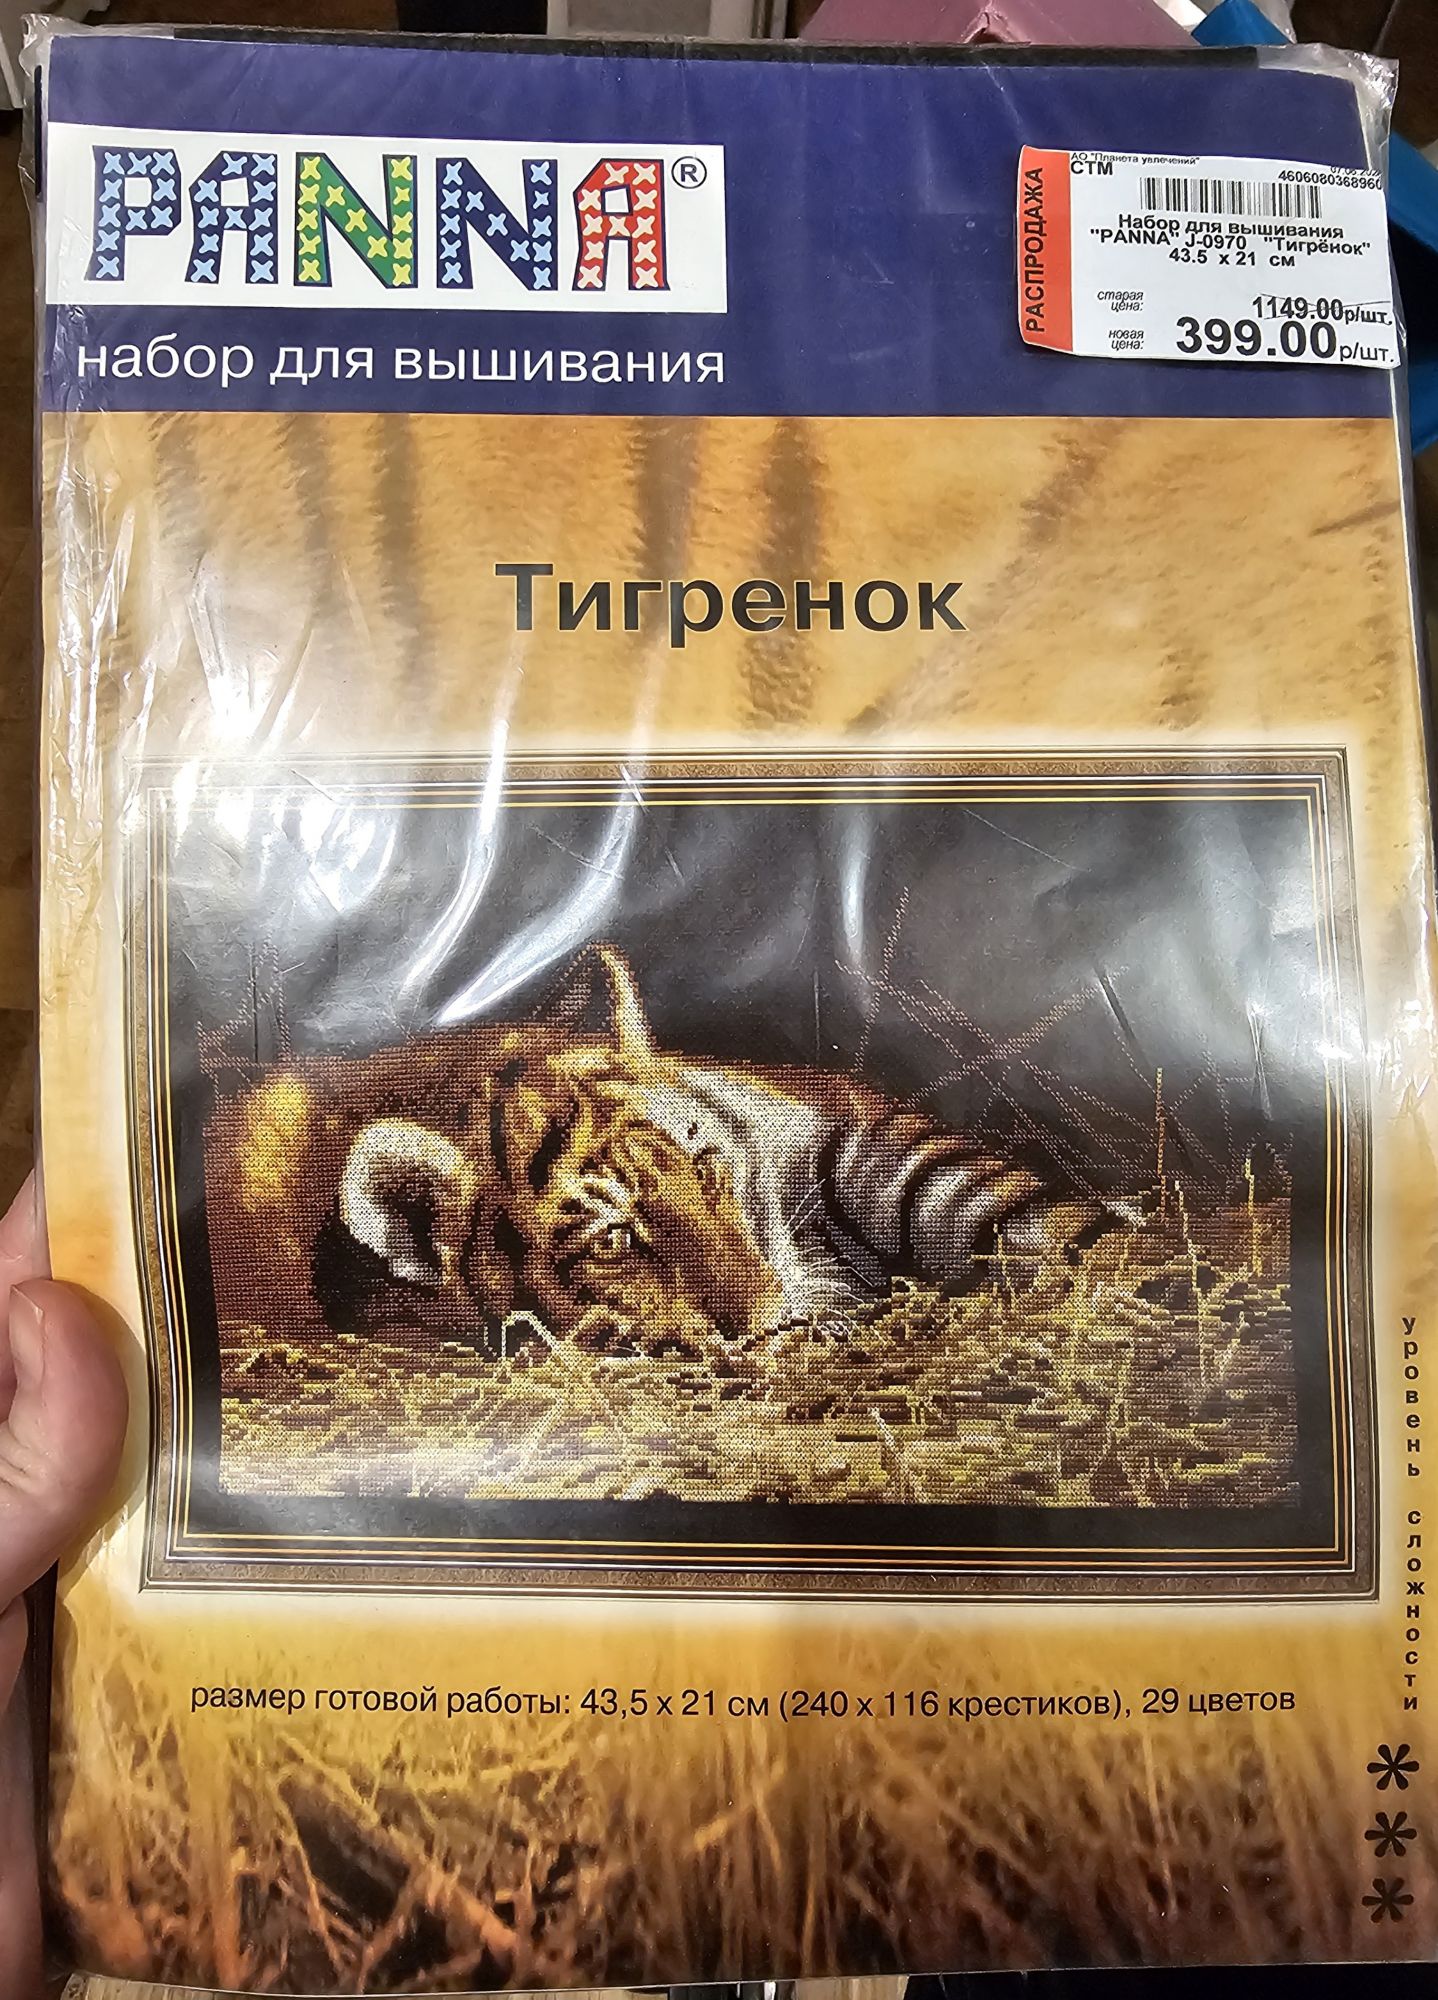 PANNA®
набор для вышивания
РАСПРОДАЖА
АО "Планета увлечений"
СТМ
4606080368960
Набор для вышивания
"PANNA" J-0970 "Тигрёнок"
43.5 x 21 см
старая цена: 1149.00р/шт.
новая цена: 399.00р/шт.
Тигренок
размер готовой работы: 43,5 х 21 см (240 х 116 крестиков), 29 цветов
уровень сложности
* * *